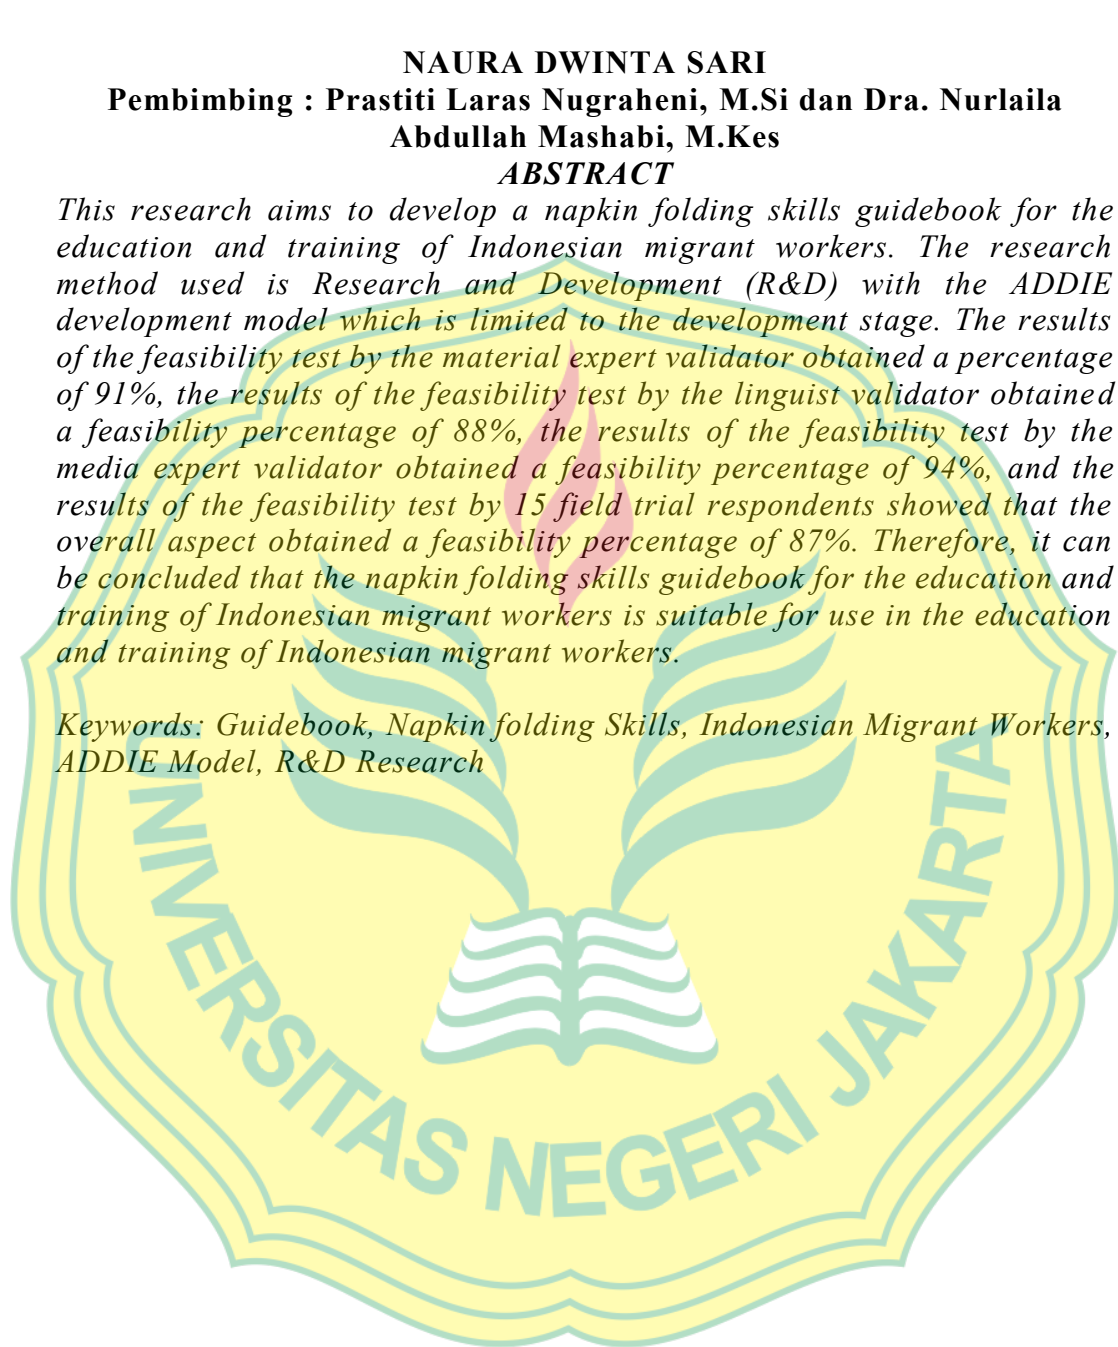 NAURA DWINTA SARI
Pembimbing : Prastiti Laras Nugraheni, M.Si dan Dra. Nurlaila
Abdullah Mashabi, M.Kes
ABSTRACT
This research aims to develop a napkin folding skills guidebook for the
education and training of Indonesian migrant workers. The research
method used is Research and Development (R&D) with the ADDIE
development model which is limited to the development stage. The results
of the feasibility test by the material expert validator obtained a percentage
of 91%, the results of the feasibility test by the linguist validator obtained
a feasibility percentage of 88%, the results of the feasibility test by the
media expert validator obtained a feasibility percentage of 94%, and the
results of the feasibility test by 15 field trial respondents showed that the
overall aspect obtained a feasibility percentage of 87%. Therefore, it can
be concluded that the napkin folding skills guidebook for the education and
training of Indonesian migrant workers is suitable for use in the education
and training of Indonesian migrant workers.
Keywords: Guidebook, Napkin folding Skills, Indonesian Migrant Workers,
ADDIE Model, R&D Research
UNIVERSITAS NEGERI JAKARTA